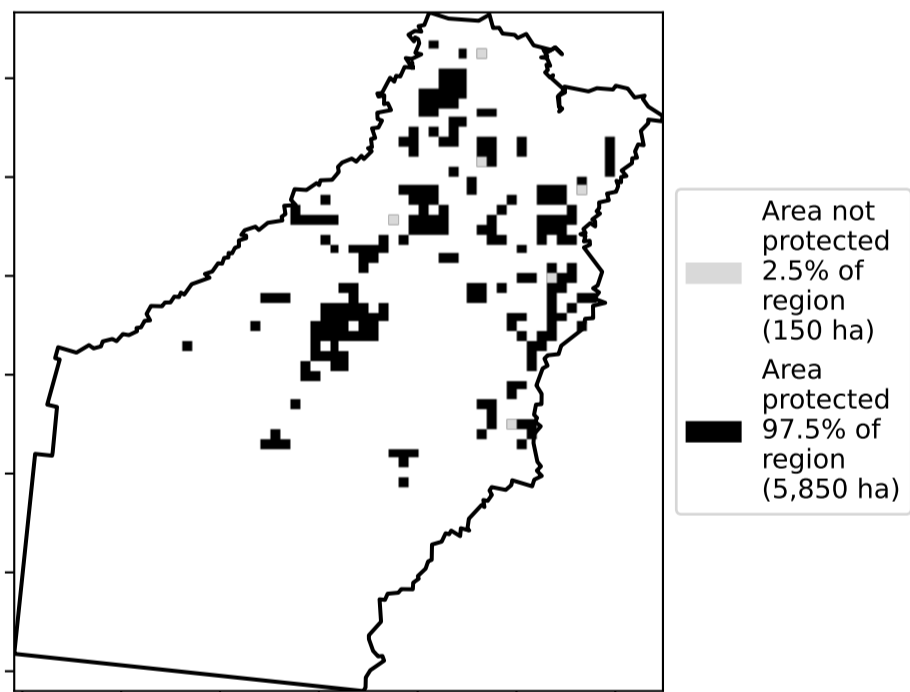 Area not
protected
2.5% of
region
(150 ha)
Area
protected
97.5% of
region
(5,850 ha)